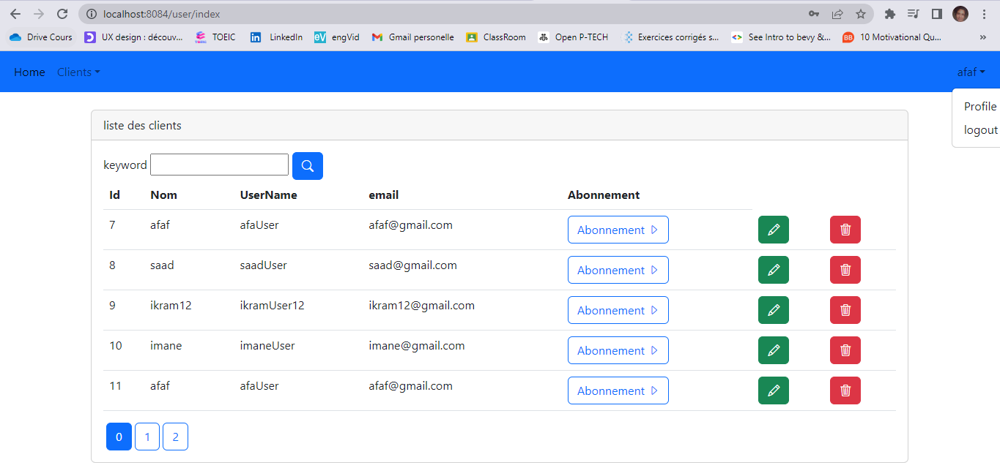 localhost:8084/user/index
Drive Cours UX design : découv... TOEIC LinkedIn eV engVid Gmail personelle ClassRoom Open P-TECH Exercices corrigés s... See Intro to bevy &... BB 10 Motivational Qu... »
Home Clients afaf
Profile
logout
liste des clients
keyword
Id Nom UserName email Abonnement
7 afaf afaUser afaf@gmail.com Abonnement
8 saad saadUser saad@gmail.com Abonnement
9 ikram12 ikramUser12 ikram12@gmail.com Abonnement
10 imane imaneUser imane@gmail.com Abonnement
11 afaf afaUser afaf@gmail.com Abonnement
0 1 2